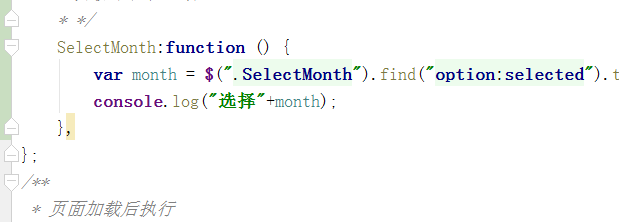 * */
SelectMonth:function () {
var month = $(".SelectMonth").find("option:selected").t
console.log("选择"+month);
},
};
/**
* 页面加载后执行